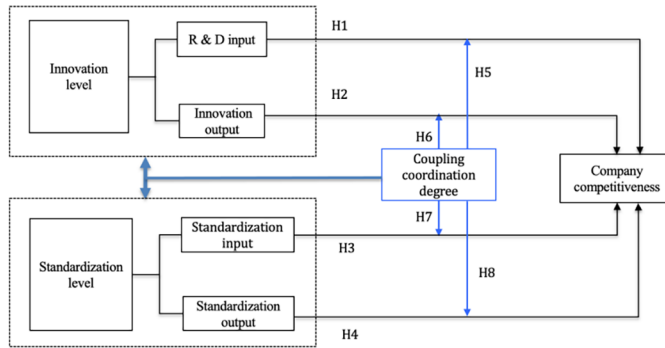 H1
R & D input
Innovation
level
H5
H2
Innovation
output
H6
Coupling
coordination
degree
Company
competitiveness
H7
Standardization
input
H3
Standardization
level
H8
Standardization
output
H4